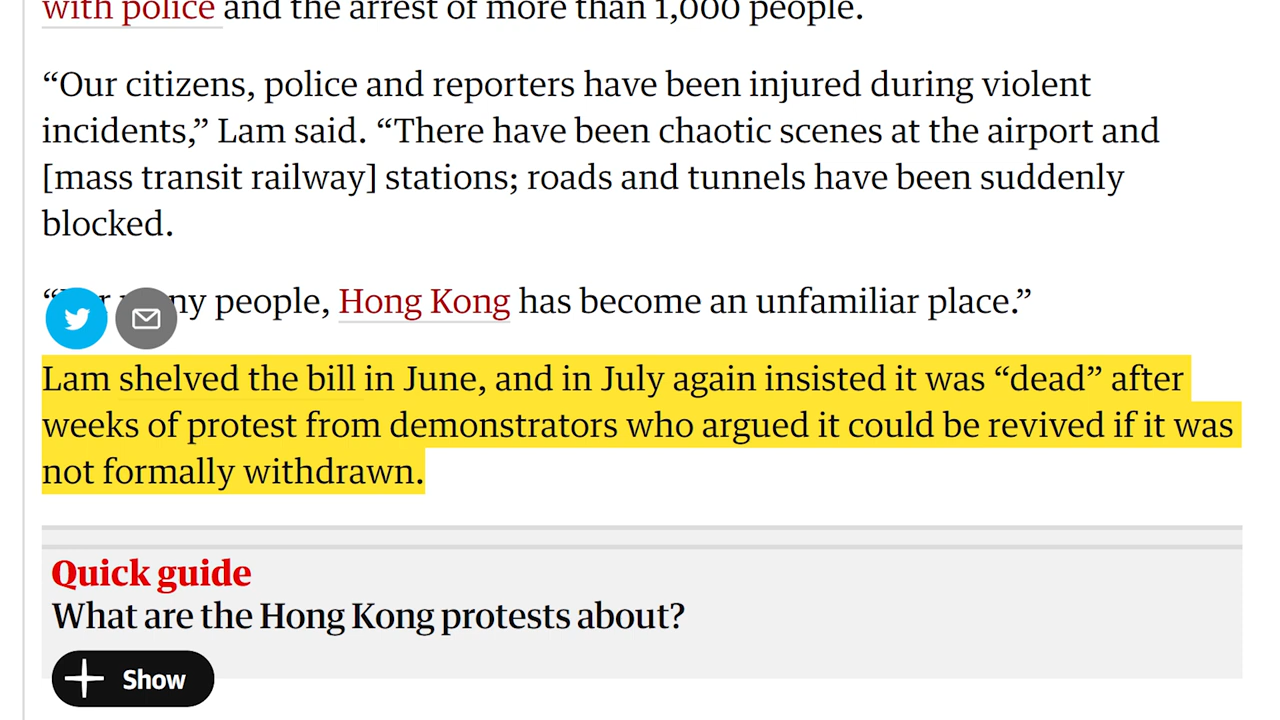 with police and the arrest of more than 1,000 people.
“Our citizens, police and reporters have been injured during violent
incidents,” Lam said. “There have been chaotic scenes at the airport and
[mass transit railway] stations; roads and tunnels have been suddenly
blocked.
people, Hong Kong has become an unfamiliar place.”
Lam shelved the bill in June, and in July again insisted it was “dead” after
weeks of protest from demonstrators who argued it could be revived if it was
not formally withdrawn.
Quick guide
What are the Hong Kong protests about?
Show